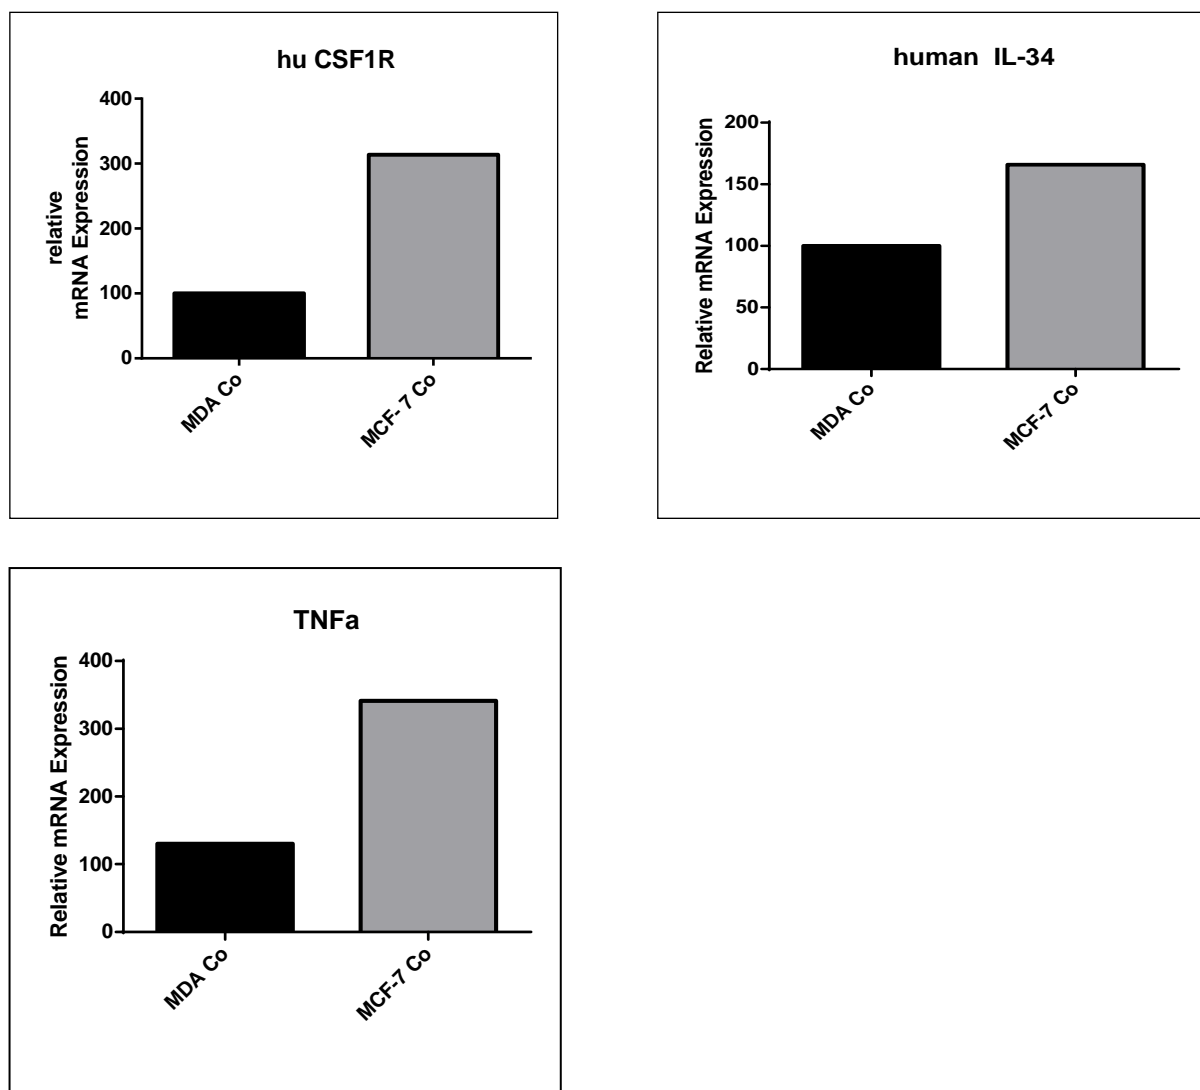 hu CSF1R
relative
mRNA Expression
400
300
200
100
0
MDA Co
MCF- 7 Co
human IL-34
Relative mRNA Expression
200
150
100
50
0
MDA Co
MCF-7 Co
TNFa
Relative mRNA Expression
400
300
200
100
0
MDA Co
MCF-7 Co